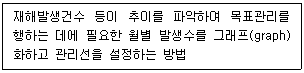 재해발생건수 등의 추이를 파악하여 목표관리를
행하는 데에 필요한 월별 발생수를 그래프(graph)
화하고 관리선을 설정하는 방법